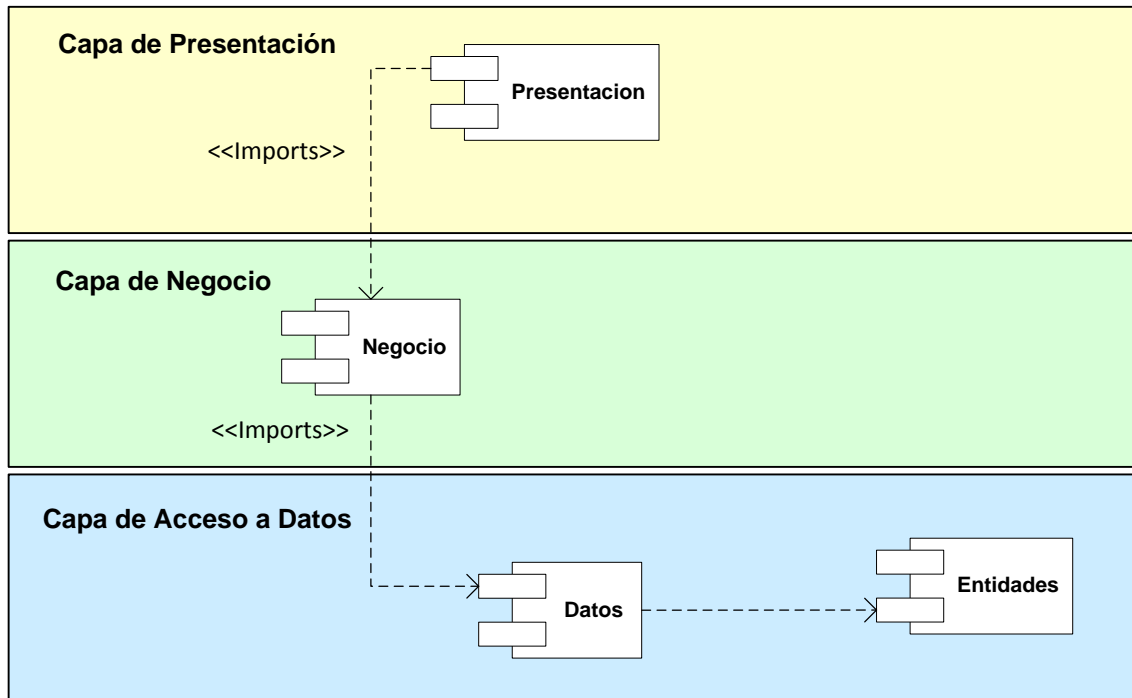 Capa de Presentación
Presentacion
<<Imports>>
Capa de Negocio
Negocio
<<Imports>>
Capa de Acceso a Datos
Datos
Entidades